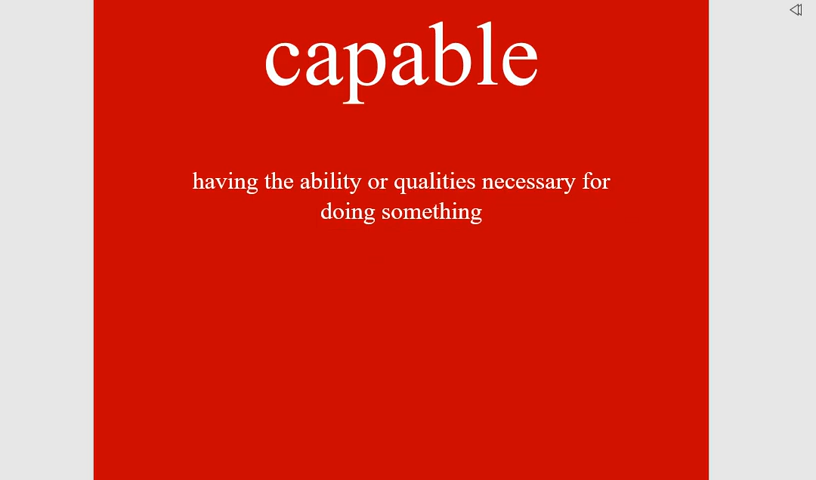 capable
having the ability or qualities necessary for
doing something